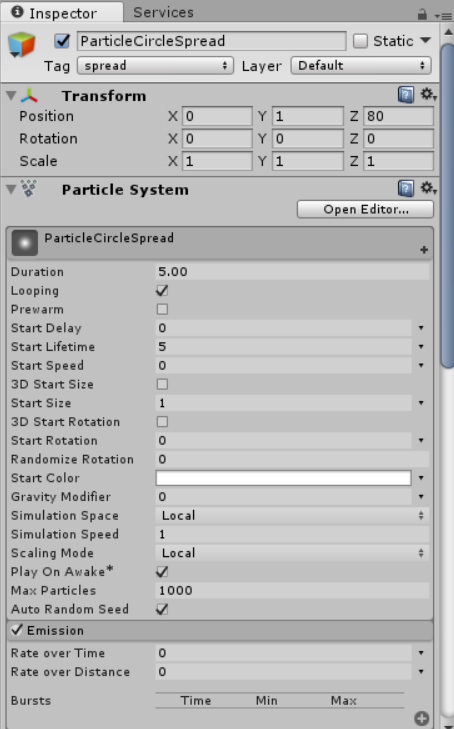 Inspector Services
ParticleCircleSpread Static
Tag spread Layer Default
Transform
Position X 0 Y 1 Z 80
Rotation X 0 Y 0 Z 0
Scale X 1 Y 1 Z 1
Particle System
Open Editor...
ParticleCircleSpread
Duration 5.00
Looping
Prewarm
Start Delay 0
Start Lifetime 5
Start Speed 0
3D Start Size
Start Size 1
3D Start Rotation
Start Rotation 0
Randomize Rotation 0
Start Color
Gravity Modifier 0
Simulation Space Local
Simulation Speed 1
Scaling Mode Local
Play On Awake*
Max Particles 1000
Auto Random Seed
Emission
Rate over Time 0
Rate over Distance 0
Bursts Time Min Max